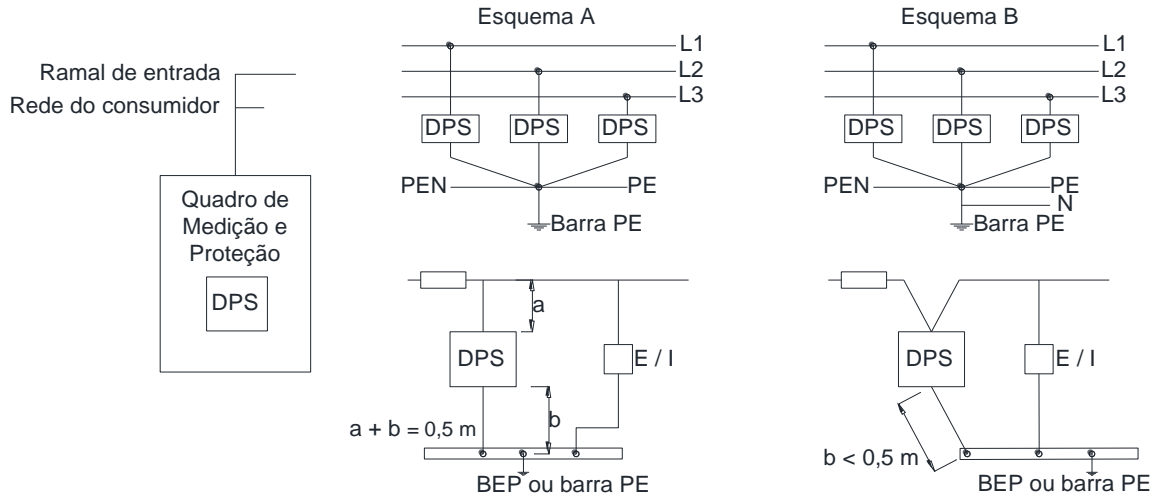 Ramal de entrada
Rede do consumidor
Quadro de
Medição e
Proteção
DPS
Esquema A
L1
L2
L3
DPS
DPS
DPS
PEN
PE
Barra PE
a
DPS
E / I
b
a + b = 0,5 m
BEP ou barra PE
Esquema B
L1
L2
L3
DPS
DPS
DPS
PEN
PE
N
Barra PE
DPS
E / I
b < 0,5 m
BEP ou barra PE